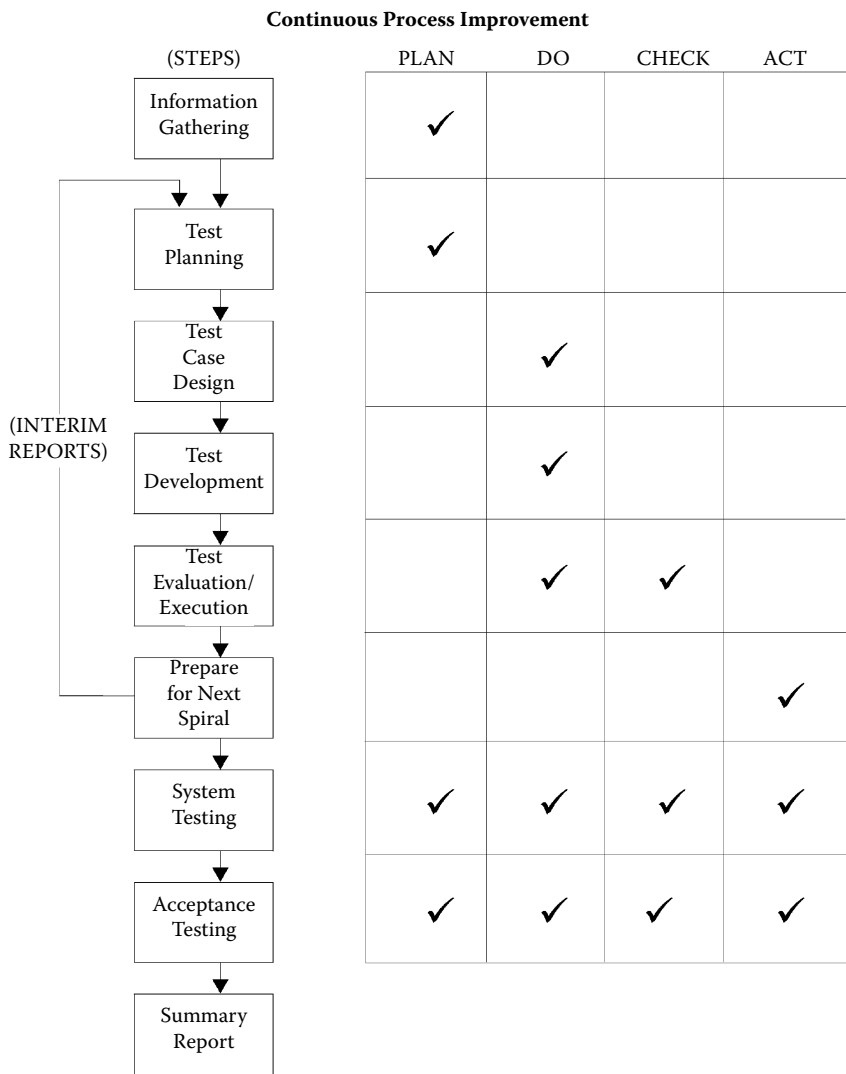 Continuous Process Improvement
(STEPS)
PLAN
DO
CHECK
ACT
Information
Gathering
✓
Test
Planning
✓
Test
Case
Design
✓
(INTERIM
REPORTS)
Test
Development
✓
Test
Evaluation/
Execution
✓ ✓
Prepare
for Next
Spiral
✓
System
Testing
✓ ✓ ✓ ✓
Acceptance
Testing
✓ ✓ ✓ ✓
Summary
Report